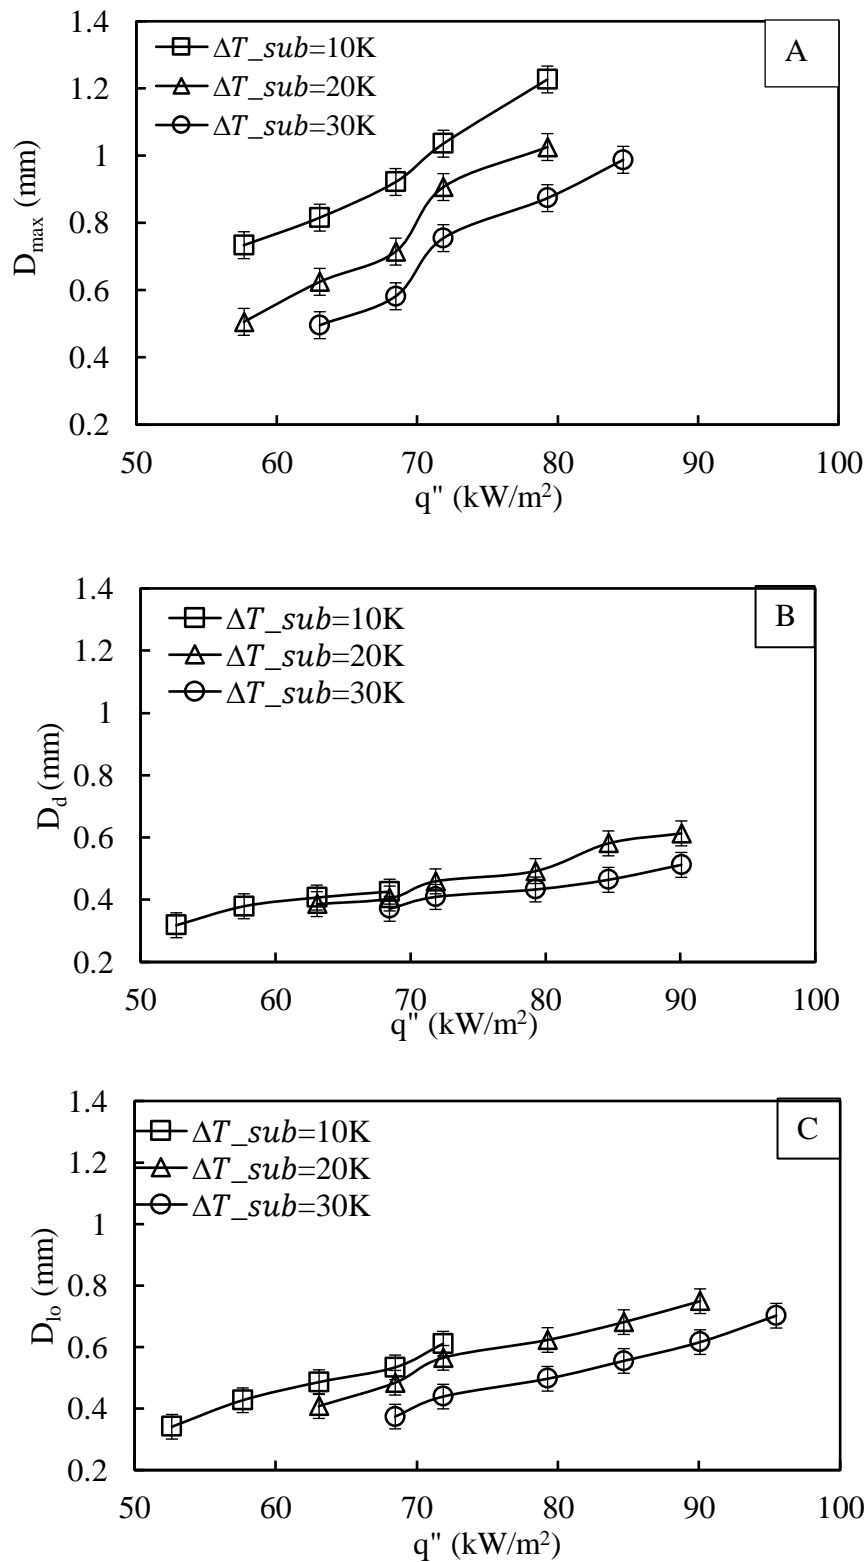 A
ΔT_sub=10K
ΔT_sub=20K
ΔT_sub=30K
1.4
1.2
1
0.8
0.6
0.4
0.2
D_max (mm)
50 60 70 80 90 100
q" (kW/m²)
B
ΔT_sub=10K
ΔT_sub=20K
ΔT_sub=30K
1.4
1.2
1
0.8
0.6
0.4
0.2
D_d (mm)
50 60 70 80 90 100
q" (kW/m²)
C
ΔT_sub=10K
ΔT_sub=20K
ΔT_sub=30K
1.4
1.2
1
0.8
0.6
0.4
0.2
D_lo (mm)
50 60 70 80 90 100
q" (kW/m²)